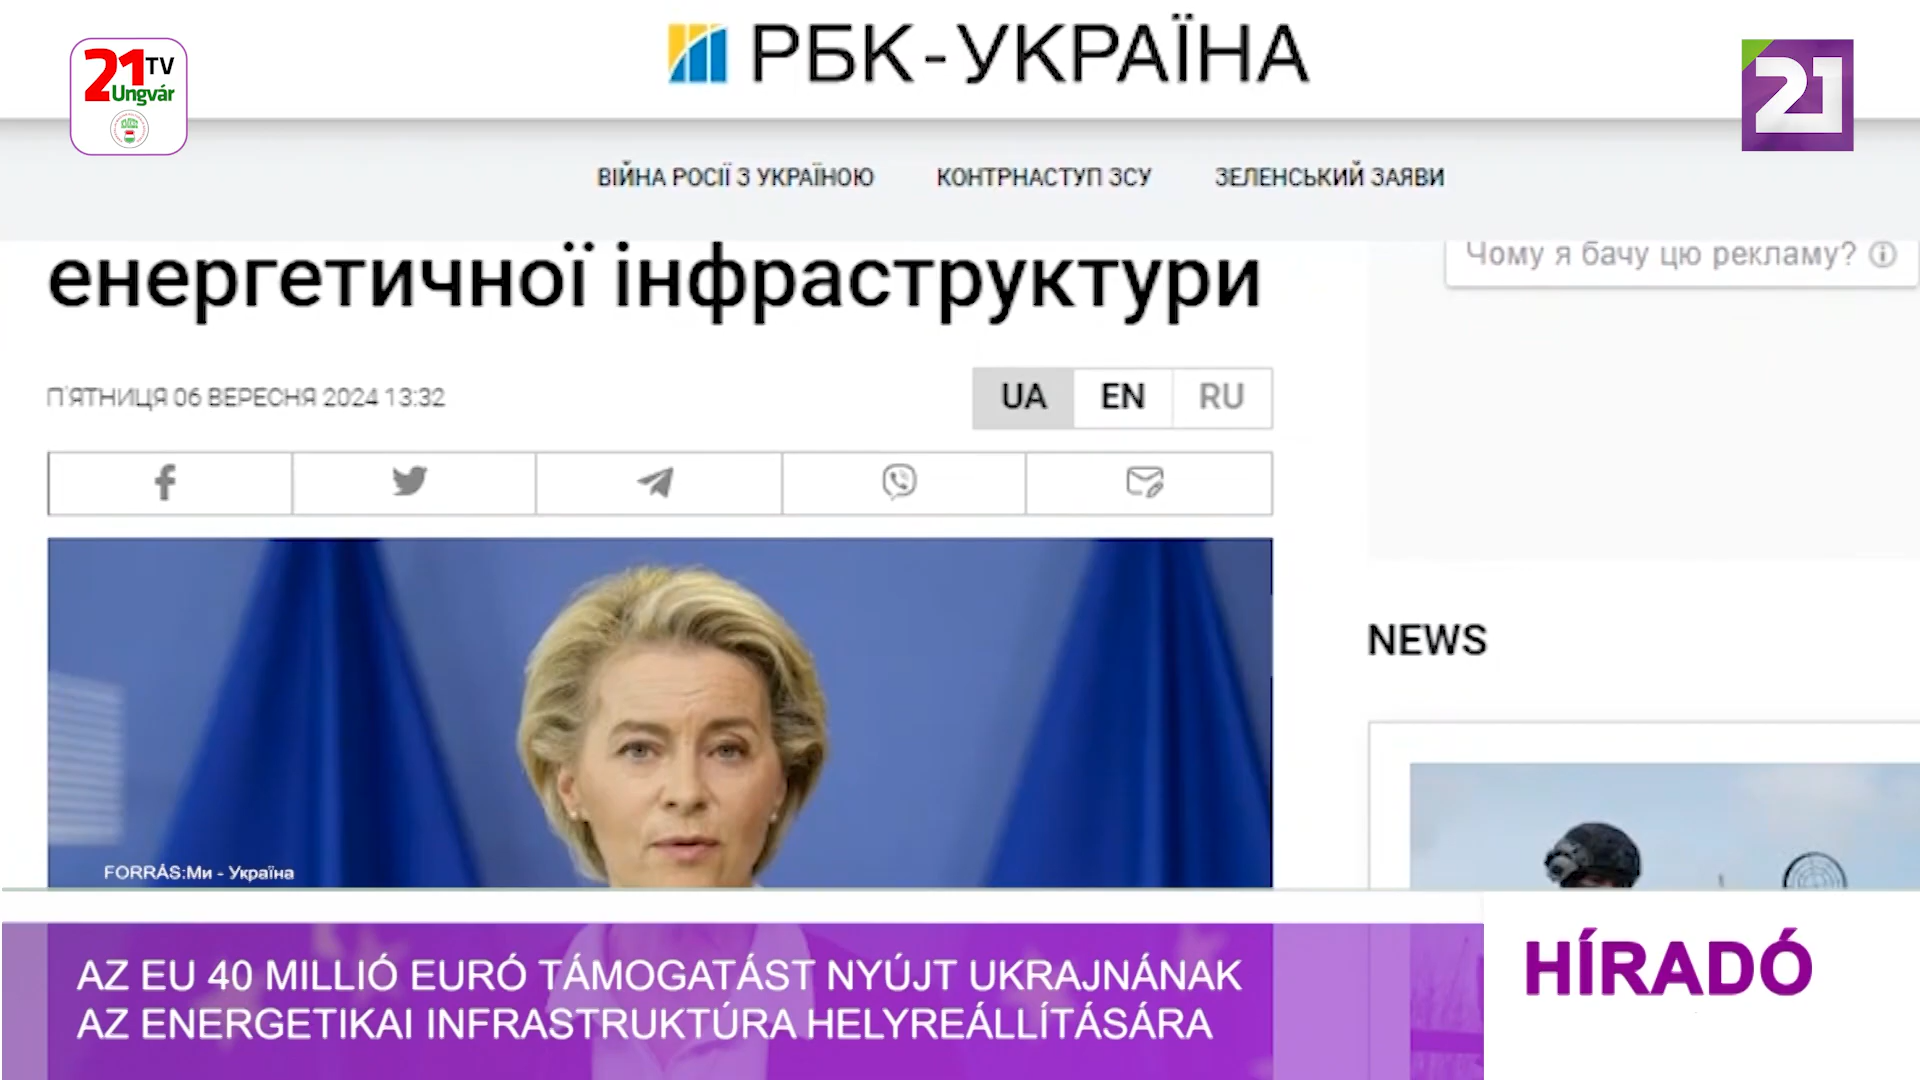 21 TV
Ungvár
РБК-УКРАЇНА
21
ВІЙНА РОСІЇ З УКРАЇНОЮ
КОНТРНАСТУП ЗСУ
ЗЕЛЕНСЬКИЙ ЗАЯВИ
енергетичної інфраструктури
Чому я бачу цю рекламу?
П'ЯТНИЦЯ 06 ВЕРЕСНЯ 2024 13:32
UA
EN
RU
NEWS
FORRÁS:Ми - Україна
AZ EU 40 MILLIÓ EURÓ TÁMOGATÁST NYÚJT UKRAJNÁNAK
AZ ENERGETIKAI INFRASTRUKTÚRA HELYREÁLLÍTÁSÁRA
HÍRADÓ